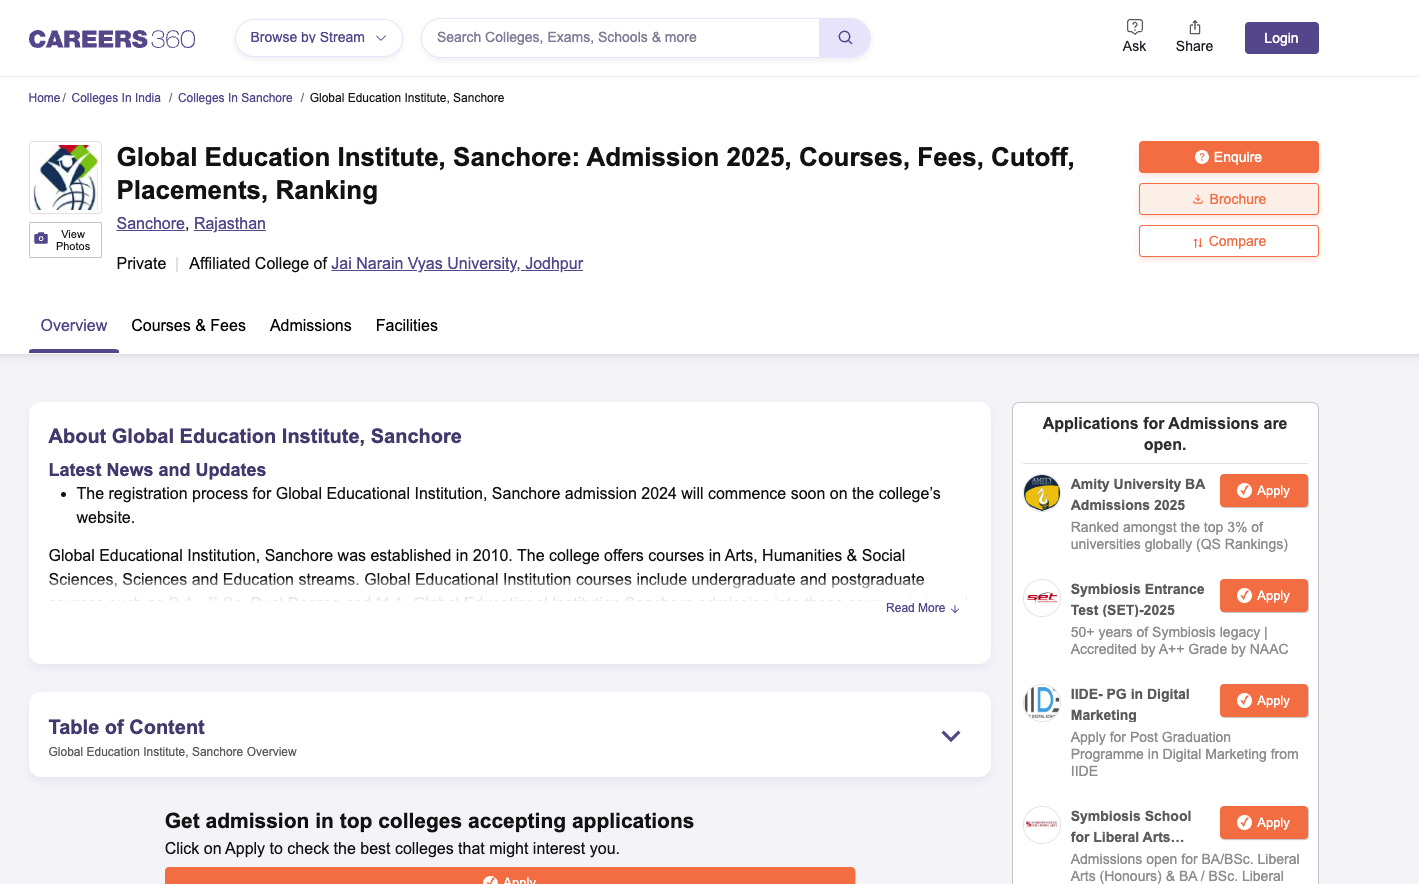 CAREERS360
Browse by Stream
Search Colleges, Exams, Schools & more
Ask
Share
Login
Home / Colleges In India / Colleges In Sanchore / Global Education Institute, Sanchore
Global Education Institute, Sanchore: Admission 2025, Courses, Fees, Cutoff,
Placements, Ranking
Sanchore, Rajasthan
View
Photos
Private | Affiliated College of Jai Narain Vyas University, Jodhpur
Enquire
Brochure
Compare
Overview
Courses & Fees
Admissions
Facilities
About Global Education Institute, Sanchore
Latest News and Updates
• The registration process for Global Educational Institution, Sanchore admission 2024 will commence soon on the college's
website.
Global Educational Institution, Sanchore was established in 2010. The college offers courses in Arts, Humanities & Social
Sciences, Sciences and Education streams. Global Educational Institution courses include undergraduate and postgraduate
Read More
Table of Content
Global Education Institute, Sanchore Overview
Get admission in top colleges accepting applications
Click on Apply to check the best colleges that might interest you.
Apply
Applications for Admissions are
open.
AMITY
Amity University BA
Admissions 2025
Apply
Ranked amongst the top 3% of
universities globally (QS Rankings)
set
Symbiosis Entrance
Test (SET)-2025
Apply
50+ years of Symbiosis legacy |
Accredited by A++ Grade by NAAC
IIDE- PG in Digital
Marketing
Apply
Apply for Post Graduation
Programme in Digital Marketing from
IIDE
Symbiosis School
for Liberal Arts...
Apply
Admissions open for BA/BSc. Liberal
Arts (Honours) & BA / BSc. Liberal